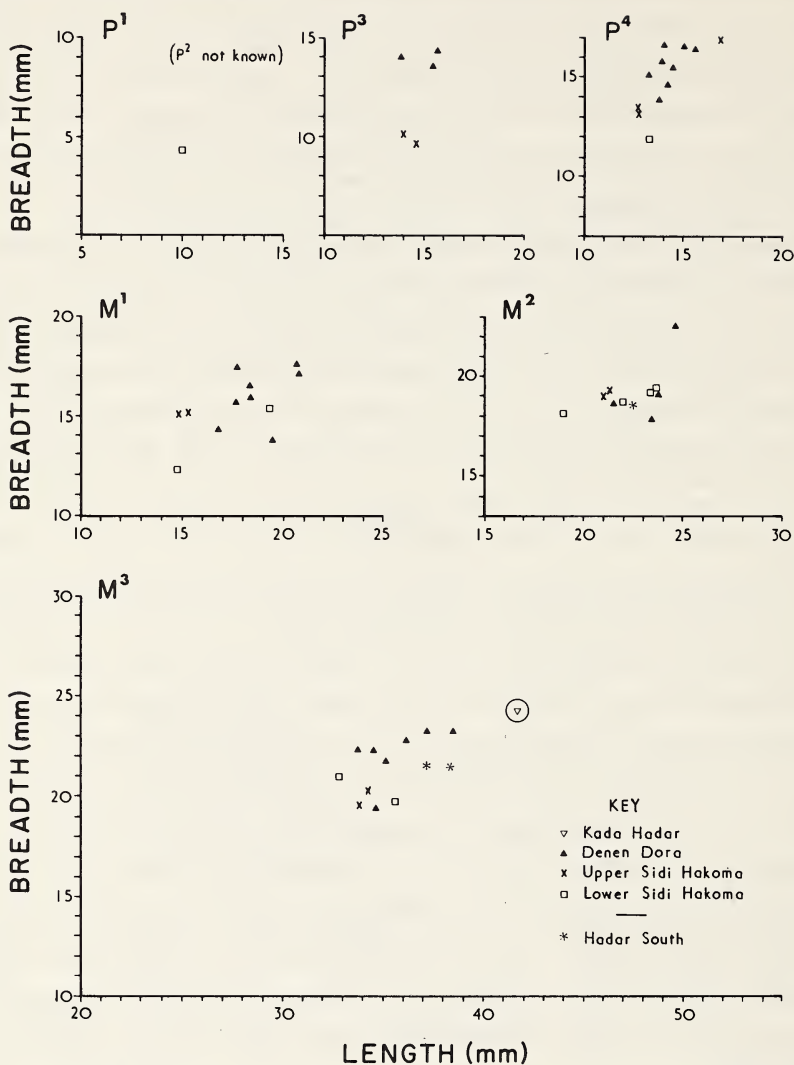 P¹
(P² not known)
BREADTH (mm)
10
5
0
5 10 15
P³
15
10
5
10 15 20
P⁴
15
10
10 15 20
M¹
BREADTH (mm)
20
15
10
10 15 20 25
M²
20
15
15 20 25 30
M³
BREADTH (mm)
30
25
20
15
10
20 30 40 50
LENGTH (mm)
KEY
▽ Kada Hadar
▲ Denen Dora
x Upper Sidi Hakoma
□ Lower Sidi Hakoma
* Hadar South